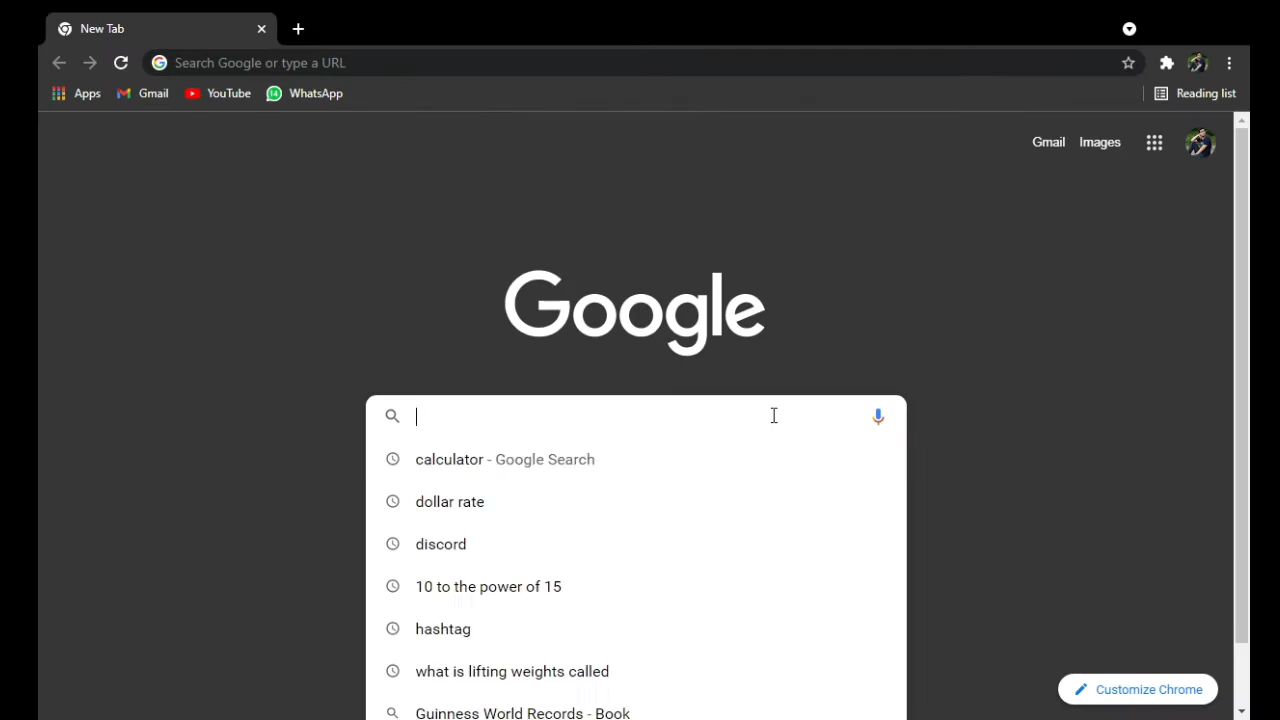 New Tab
Search Google or type a URL
Apps Gmail YouTube 14 WhatsApp Reading list
Gmail Images
Google
calculator - Google Search
dollar rate
discord
10 to the power of 15
hashtag
what is lifting weights called
Customize Chrome
Guinness World Records - Book